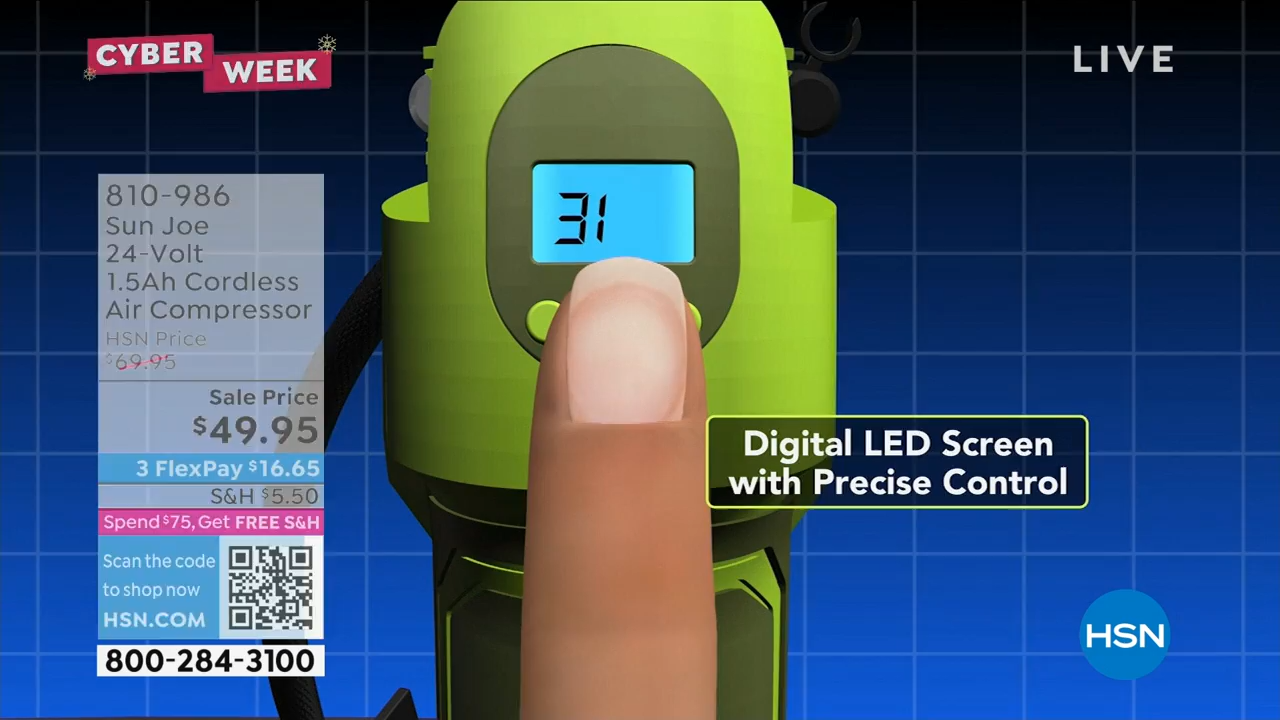 CYBER
WEEK
LIVE
810-986
Sun Joe
24-Volt
1.5Ah Cordless
Air Compressor
HSN Price
$69.95
Sale Price
$49.95
3 FlexPay $16.65
S&H $5.50
Spend $75, Get FREE S&H
Scan the code
to shop now
HSN.COM
800-284-3100
31
Digital LED Screen
with Precise Control
HSN